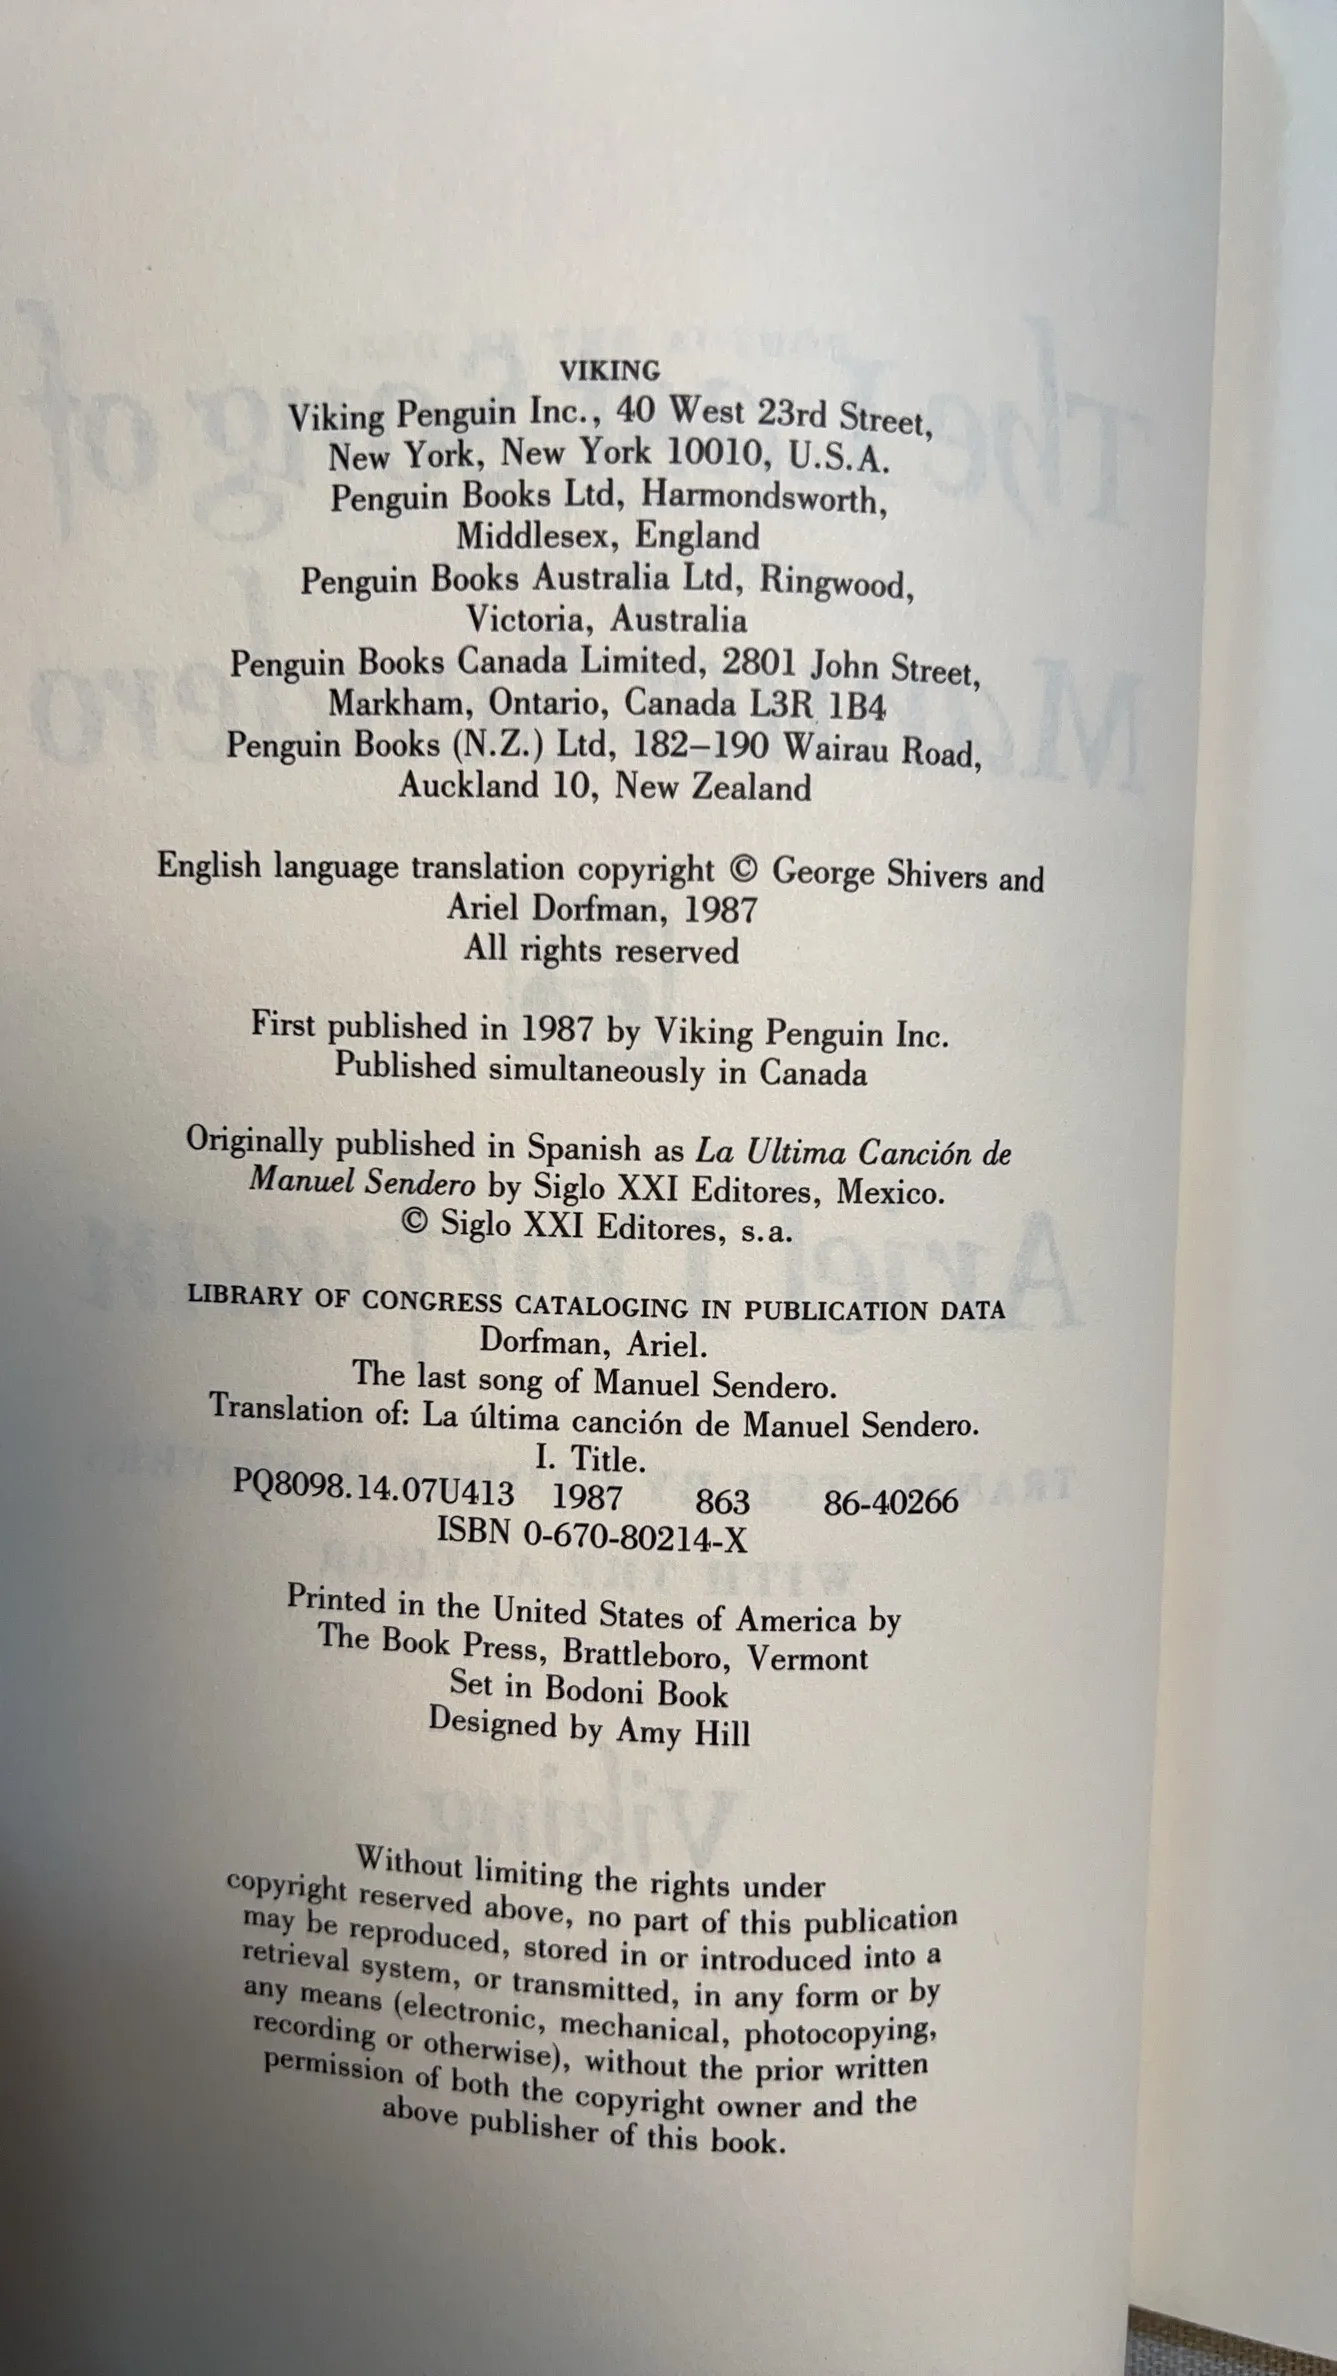 VIKING
Viking Penguin Inc., 40 West 23rd Street,
New York, New York 10010, U.S.A.
Penguin Books Ltd, Harmondsworth,
Middlesex, England
Penguin Books Australia Ltd, Ringwood,
Victoria, Australia
Penguin Books Canada Limited, 2801 John Street,
Markham, Ontario, Canada L3R 1B4
Penguin Books (N.Z.) Ltd, 182–190 Wairau Road,
Auckland 10, New Zealand
English language translation copyright © George Shivers and
Ariel Dorfman, 1987
All rights reserved
First published in 1987 by Viking Penguin Inc.
Published simultaneously in Canada
Originally published in Spanish as La Ultima Canción de
Manuel Sendero by Siglo XXI Editores, Mexico.
© Siglo XXI Editores, s.a.
LIBRARY OF CONGRESS CATALOGING IN PUBLICATION DATA
Dorfman, Ariel.
The last song of Manuel Sendero.
Translation of: La última canción de Manuel Sendero.
I. Title.
PQ8098.14.07U413 1987 863 86-40266
ISBN 0-670-80214-X
Printed in the United States of America by
The Book Press, Brattleboro, Vermont
Set in Bodoni Book
Designed by Amy Hill
Without limiting the rights under
copyright reserved above, no part of this publication
may be reproduced, stored in or introduced into a
retrieval system, or transmitted, in any form or by
any means (electronic, mechanical, photocopying,
recording or otherwise), without the prior written
permission of both the copyright owner and the
above publisher of this book.